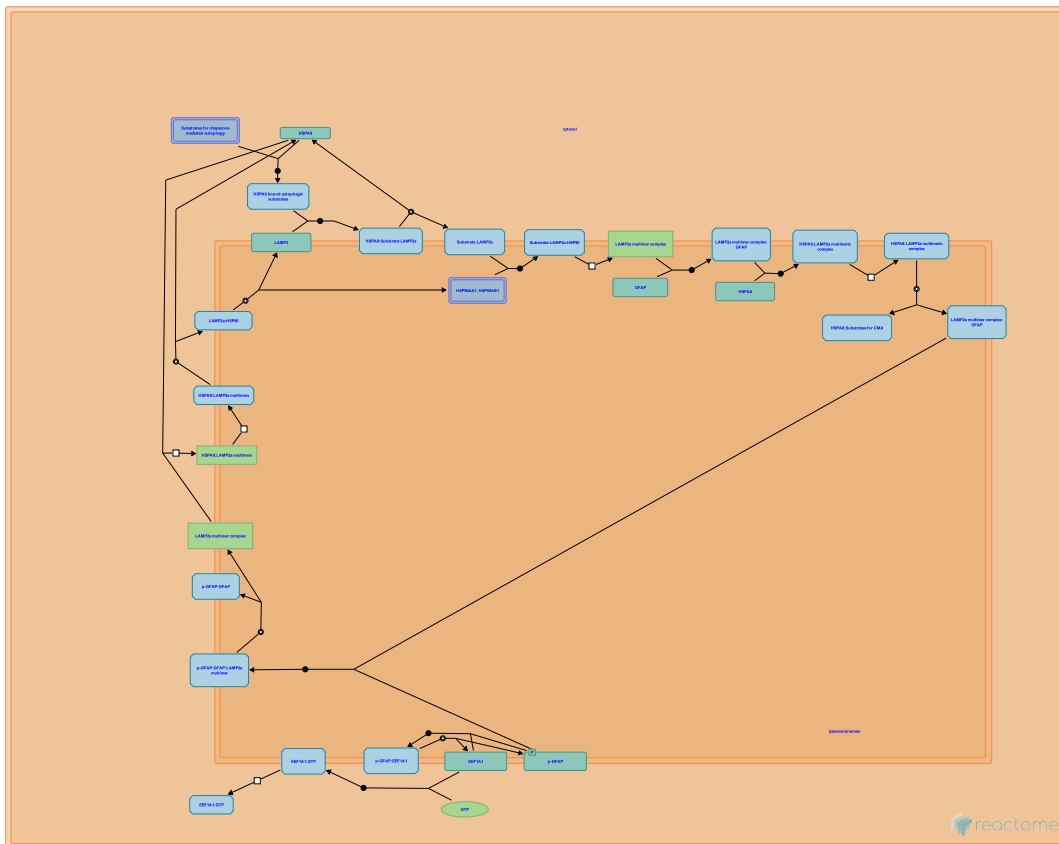 Substrates for chaperone
mediated autophagy
HSPA8
cytosol
HSPA8 bound autophagic
substrates
LAMP2
HSPA8:Substrate:LAMP2a
Substrate:LAMP2a
Substrate:LAMP2a:HSP90
LAMP2a multimer complex
LAMP2a multimer complex:
GFAP
HSPA8:LAMP2a multimeric
complex
HSPA8:LAMP2a multimeric
complex
HSP90AA1, HSP90AB1
GFAP
HSPA8
LAMP2a:HSP90
HSPA8:Substrates for CMA
LAMP2a multimer complex:
GFAP
HSPA8:LAMP2a multimers
HSPA8:LAMP2a multimers
LAMP2a multimer complex
p-GFAP:GFAP
p-GFAP:GFAP:LAMP2a
multimer
lysosomal lumen
P
EEF1A1:GTP
p-GFAP:EEF1A1
EEF1A1
p-GFAP
EEF1A1:GTP
GTP
reactome